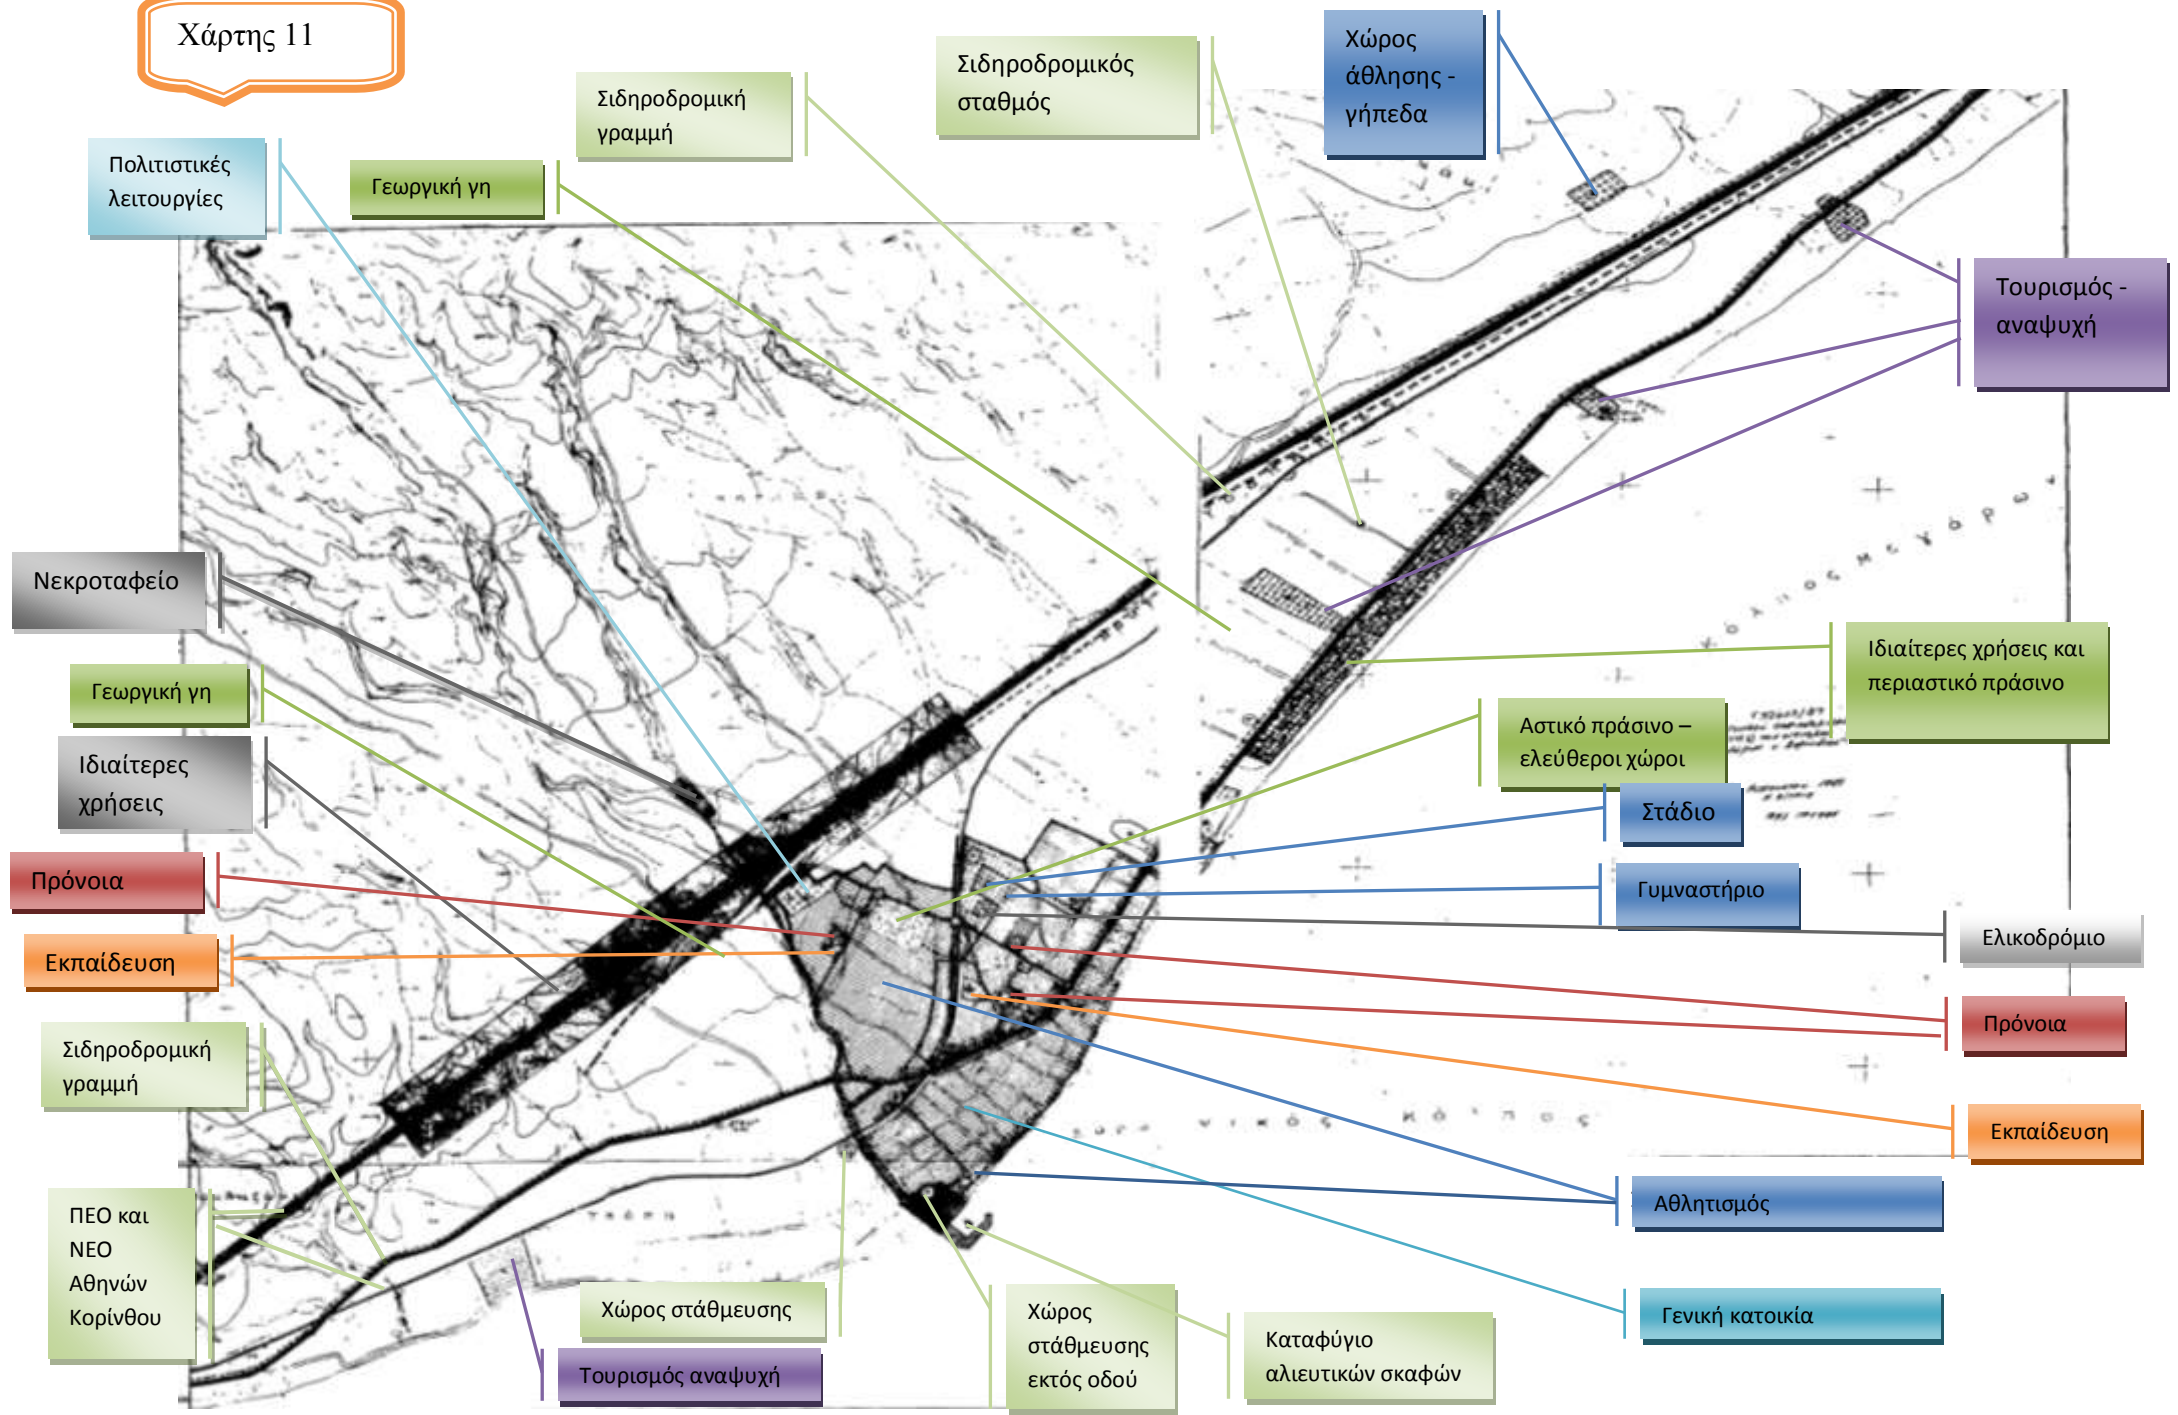 Χάρτης 11
Σιδηροδρομική
γραμμή
Σιδηροδρομικός
σταθμός
Χώρος
άθλησης -
γήπεδα
Πολιτιστικές
λειτουργίες
Γεωργική γη
Τουρισμός -
αναψυχή
Νεκροταφείο
Γεωργική γη
Ιδιαίτερες
χρήσεις
Πρόνοια
Εκπαίδευση
Σιδηροδρομική
γραμμή
ΠΕΟ και
ΝΕΟ
Αθηνών
Κορίνθου
Ιδιαίτερες χρήσεις και
περιαστικό πράσινο
Αστικό πράσινο –
ελεύθεροι χώροι
Στάδιο
Γυμναστήριο
Ελικοδρόμιο
Πρόνοια
Εκπαίδευση
Αθλητισμός
Γενική κατοικία
Χώρος στάθμευσης
Τουρισμός αναψυχή
Χώρος
στάθμευσης
εκτός οδού
Καταφύγιο
αλιευτικών σκαφών